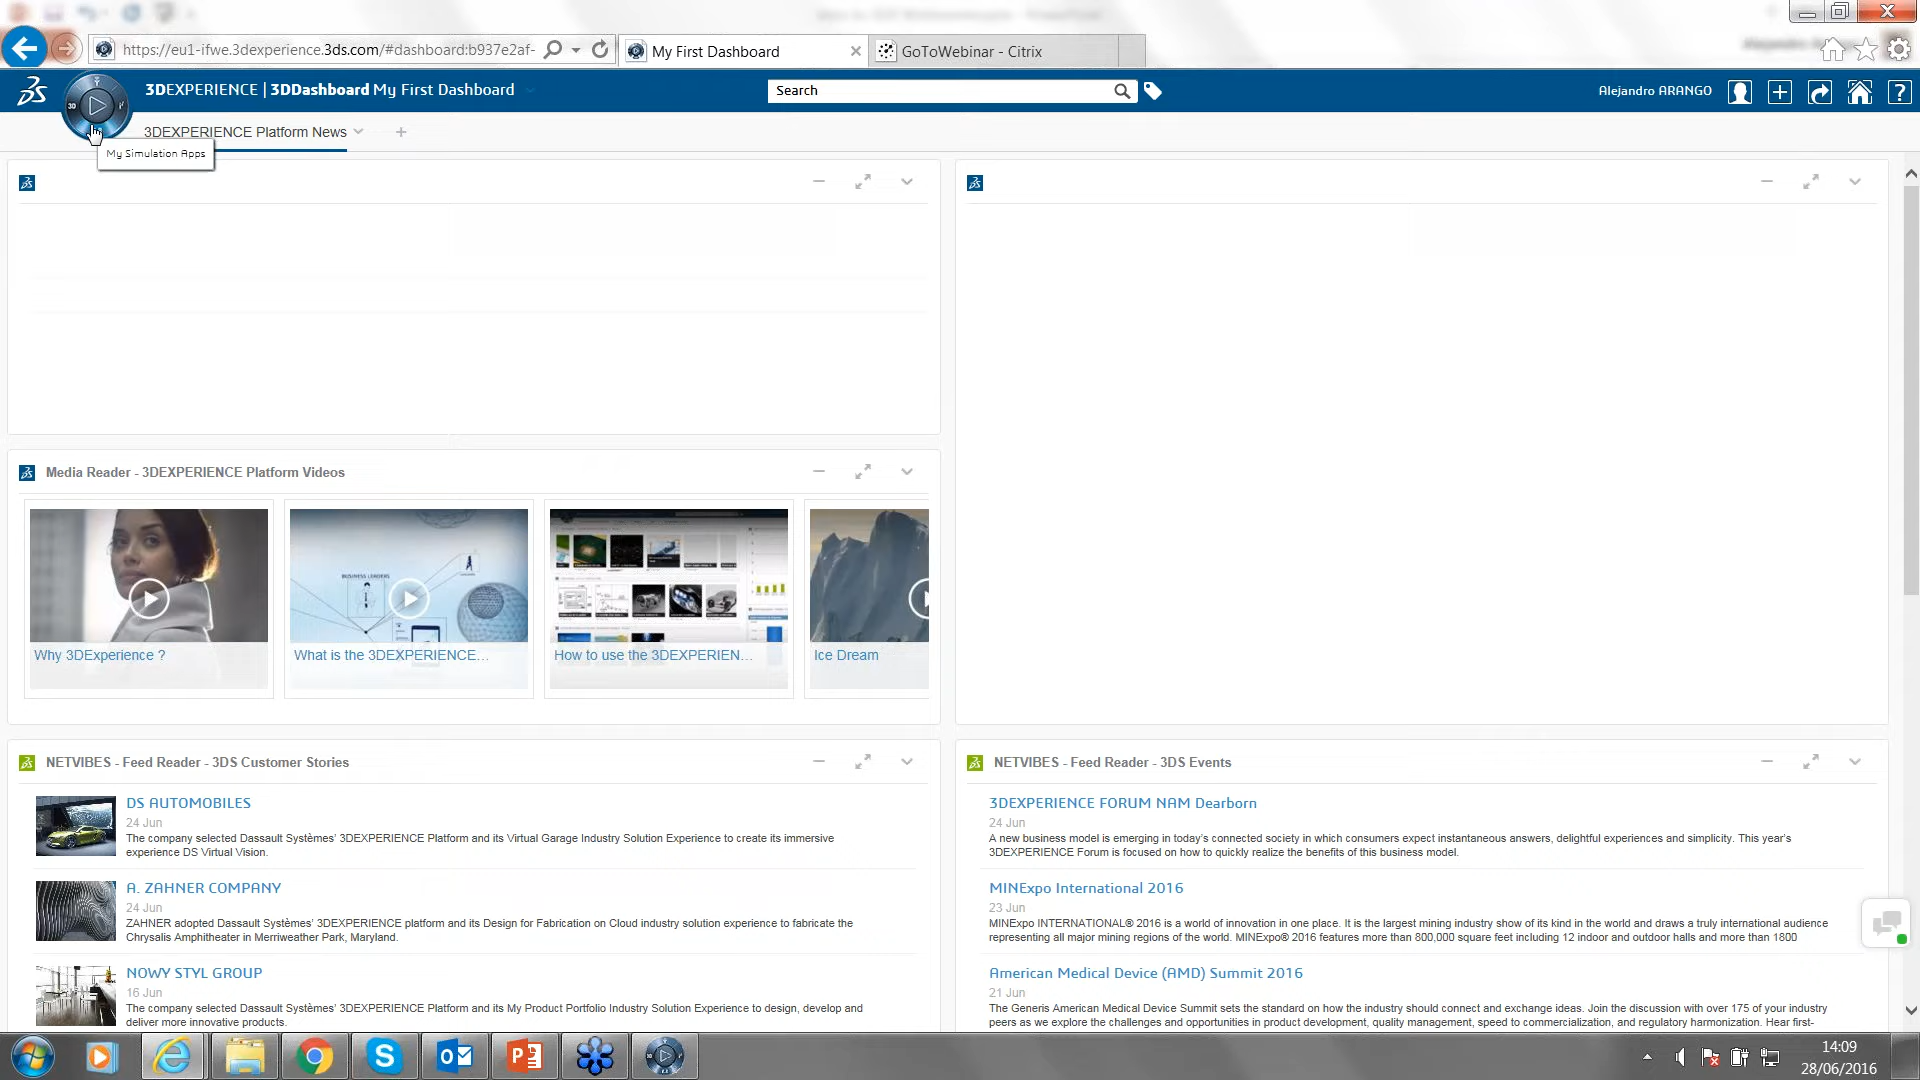 https://eu1-ifwe.3dexperience.3ds.com/#dashboard:b937e2af-
My First Dashboard
GoToWebinar - Citrix
3DEXPERIENCE | 3DDashboard My First Dashboard
Search
Alejandro ARANGO
3DEXPERIENCE Platform News
My Simulation Apps
Media Reader - 3DEXPERIENCE Platform Videos
BUSINESS LEADERS
Why 3DExperience ?
What is the 3DEXPERIENCE...
How to use the 3DEXPERIEN...
Ice Dream
NETVIBES - Feed Reader - 3DS Customer Stories
DS AUTOMOBILES
24 Jun
The company selected Dassault Systèmes' 3DEXPERIENCE Platform and its Virtual Garage Industry Solution Experience to create its immersive
experience DS Virtual Vision.
A. ZAHNER COMPANY
24 Jun
ZAHNER adopted Dassault Systèmes' 3DEXPERIENCE platform and its Design for Fabrication on Cloud industry solution experience to fabricate the
Chrysalis Amphitheater in Merriweather Park, Maryland.
NOWY STYL GROUP
16 Jun
The company selected Dassault Systèmes' 3DEXPERIENCE Platform and its My Product Portfolio Industry Solution Experience to design, develop and
deliver more innovative products.
NETVIBES - Feed Reader - 3DS Events
3DEXPERIENCE FORUM NAM Dearborn
24 Jun
A new business model is emerging in today's connected society in which consumers expect instantaneous answers, delightful experiences and simplicity. This year's
3DEXPERIENCE Forum is focused on how to quickly realize the benefits of this business model.
MINExpo International 2016
23 Jun
MINExpo INTERNATIONAL® 2016 is a world of innovation in one place. It is the largest mining industry show of its kind in the world and draws a truly international audience
representing all major mining regions of the world. MINExpo® 2016 features more than 800,000 square feet including 12 indoor and outdoor halls and more than 1800
American Medical Device (AMD) Summit 2016
21 Jun
The Generis American Medical Device Summit sets the standard on how the industry should connect and exchange ideas. Join the discussion with over 175 of your industry
peers as we explore the challenges and opportunities in product development, quality management, speed to commercialization, and regulatory harmonization. Hear first-
14:09
28/06/2016